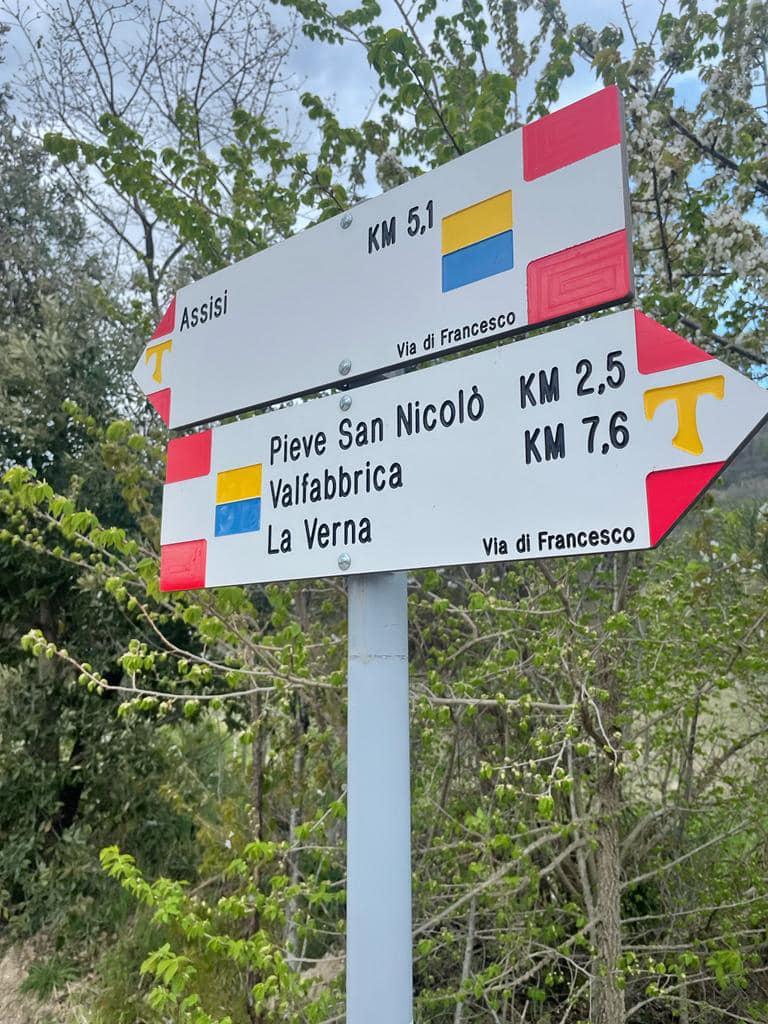 Assisi KM 5,1
Via di Francesco
Pieve San Nicolò KM 2,5
Valfabbrica KM 7,6
La Verna
Via di Francesco